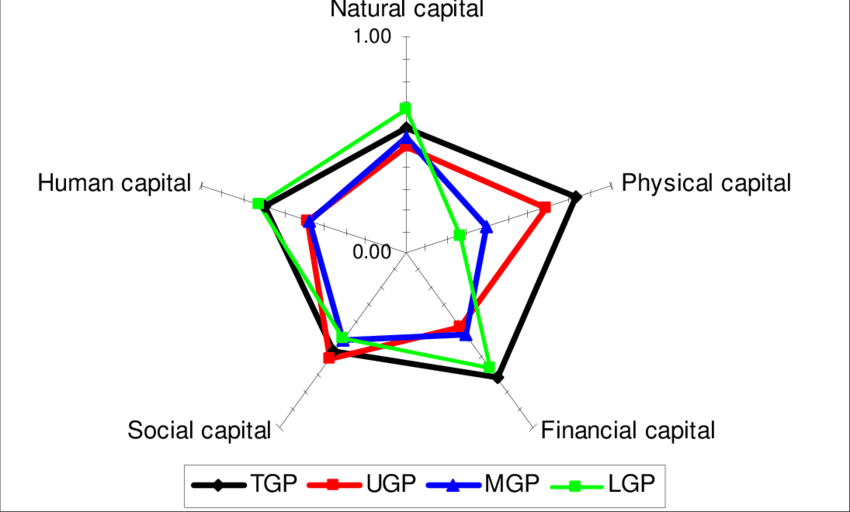 Natural capital
1.00
Human capital
Physical capital
0.00
Social capital
Financial capital
TGP UGP MGP LGP